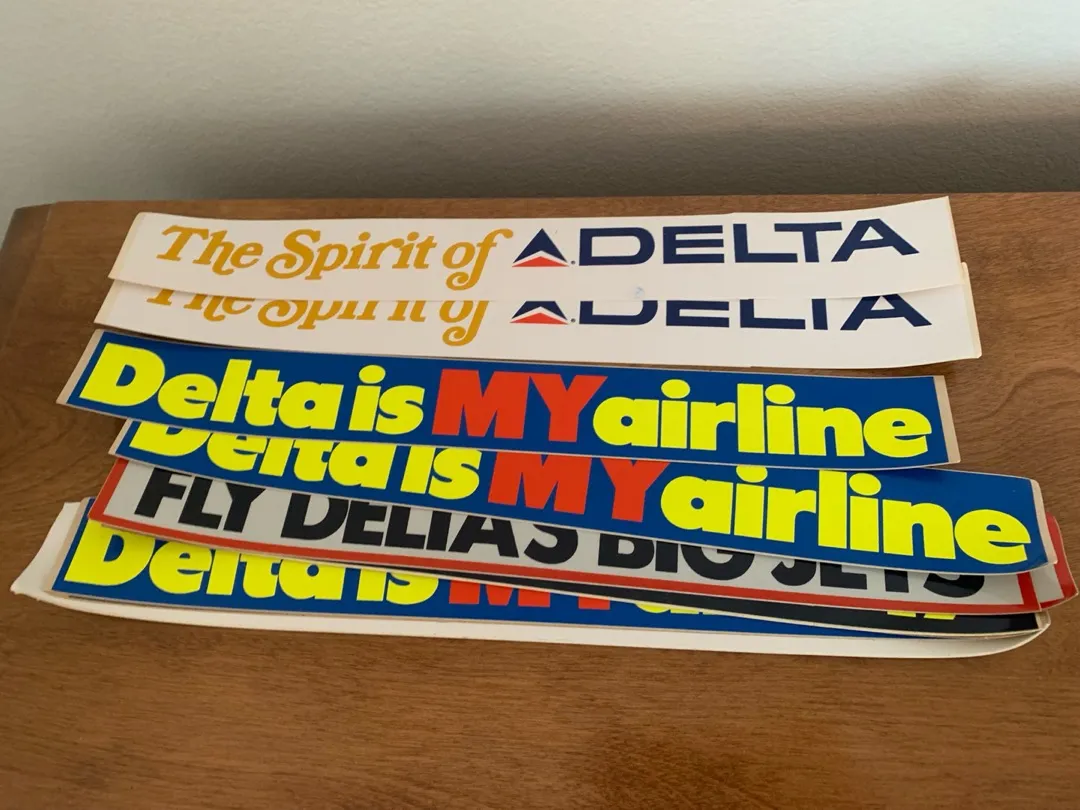 The Spirit of DELTA
The Spirit of DELTA
Delta is MY airline
Delta is MY airline
FLY DELTA'S BIG JETS
Delta is MY